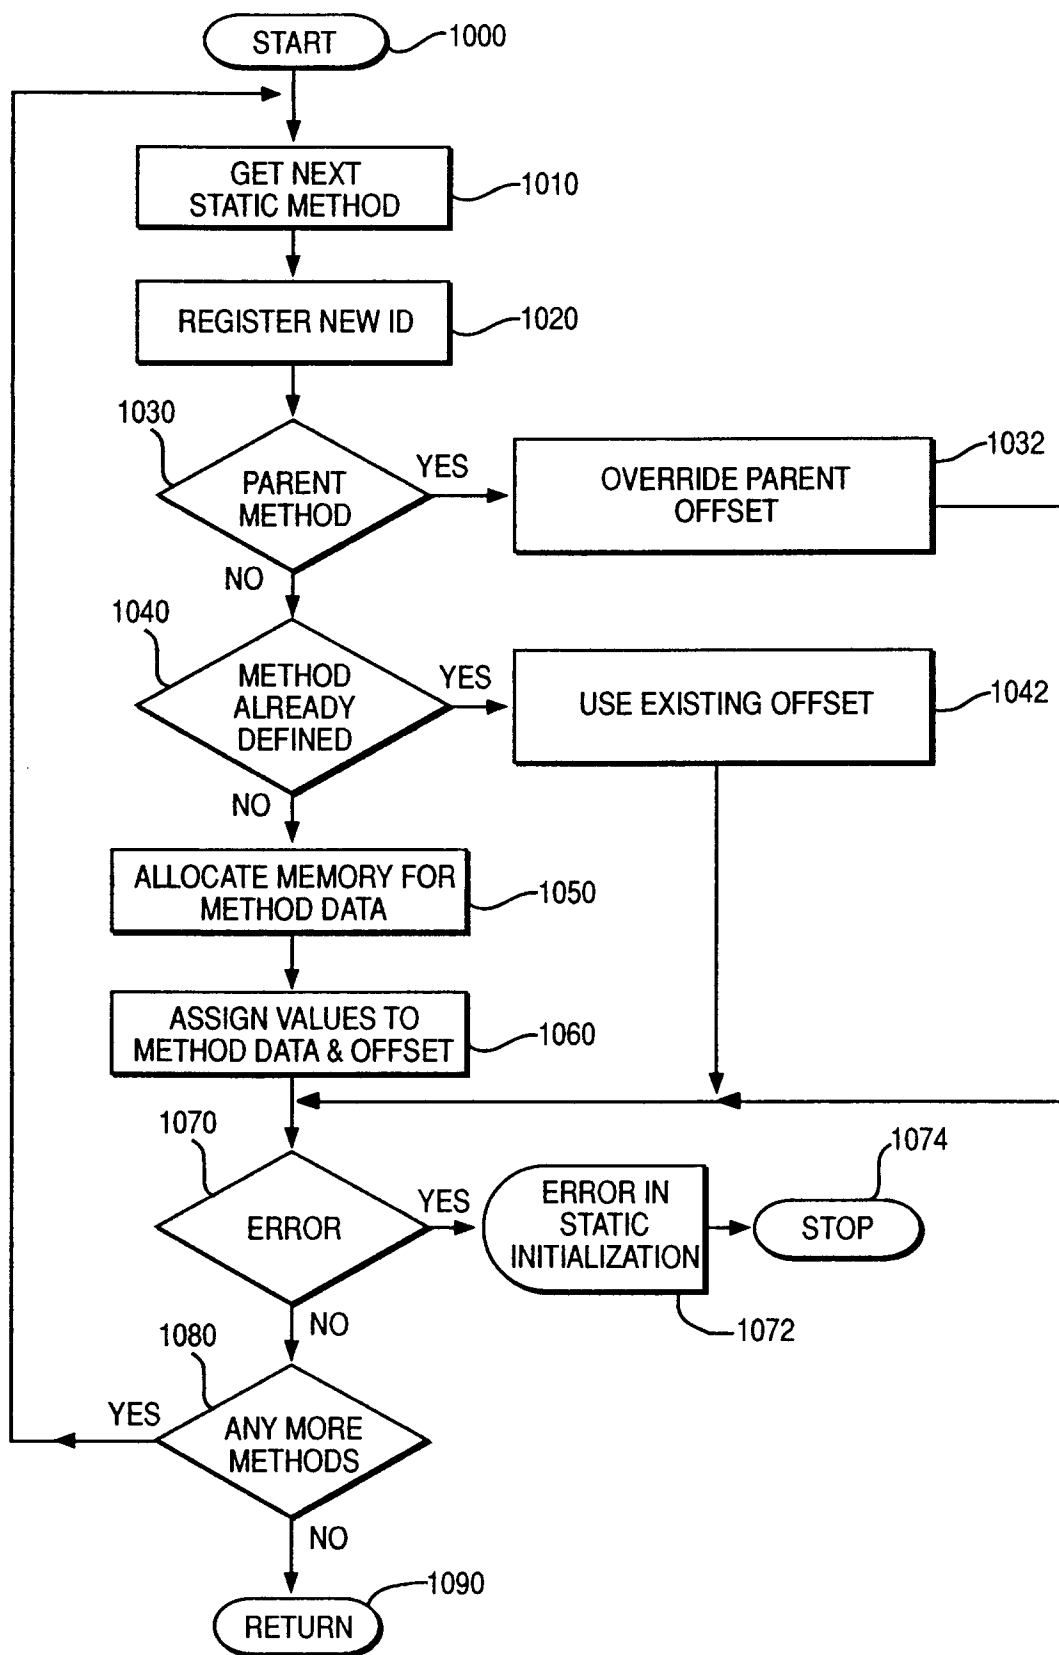 START
1000
GET NEXT
STATIC METHOD
1010
REGISTER NEW ID
1020
1030
PARENT
METHOD
YES
OVERRIDE PARENT
OFFSET
1032
NO
1040
METHOD
ALREADY
DEFINED
YES
USE EXISTING OFFSET
1042
NO
ALLOCATE MEMORY FOR
METHOD DATA
1050
ASSIGN VALUES TO
METHOD DATA & OFFSET
1060
1070
ERROR
YES
ERROR IN
STATIC
INITIALIZATION
1072
1074
STOP
NO
1080
YES
ANY MORE
METHODS
NO
1090
RETURN